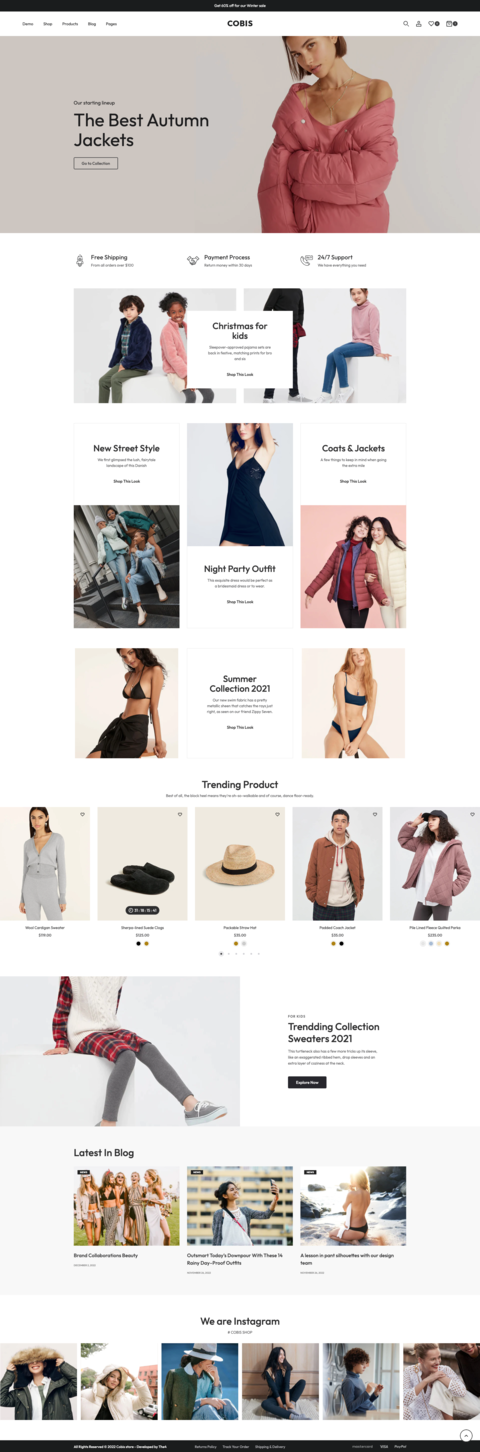 Get 40% off for our Winter sale
Demo
Shop
Products
Blog
Pages
COBIS
0
0
Our starting lineup
The Best Autumn
Jackets
Go to Collection
Free Shipping
From all orders over $100
Payment Process
Return money within 30 days
24/7 Support
We have everything you need
Christmas for
kids
Sleepover-approved pajama sets are
loud or festive, matching prints for bro
and sis.
Shop This Look
New Street Style
We first glimpsed the lush, fairytale
landscape of this Danish
Shop This Look
Coats & Jackets
A few things to keep in mind when going
the extra mile.
Shop This Look
Night Party Outfit
This exquisite dress would be perfect as
a bridesmaid dress or to wear.
Shop This Look
Summer
Collection 2021
Our new swim fabric has a pretty
metallic sheen that catches the rays just
right, as seen on our friend Zippy Seven.
Shop This Look
Trending Product
Best of all, the block heel means they're oh-so-walkable and of course, dance floor-ready.
Wool Cardigan Sweater
$119.00
Sherpa-lined Suede Clogs
$125.00
Packable Straw Hat
$35.00
Padded Coach Jacket
$35.00
Pile Lined Fleece Quilted Parka
$235.00
FOR KIDS
Trendding Collection
Sweaters 2021
This turtleneck also has a few more tricks up its sleeve,
like an exaggerated ribbed hem, drop sleeves and an
extra layer of coziness at the neck.
Explore Now
Latest In Blog
Brand Collaborations Beauty
Outsmart Today's Downpour With These 14
Rainy Day-Proof Outfits
A lesson in pant silhouettes with our design
team
We are Instagram
# COBIS SHOP
All Rights Reserved © 2023 Cobis store - Developed by The4
Returns Policy
Track Your Order
Shipping & Delivery
VISA
PayPal